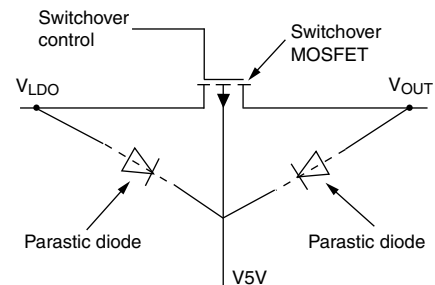 Switchover
control
Switchover
MOSFET
VLDO
VOUT
Parastic diode
Parastic diode
V5V